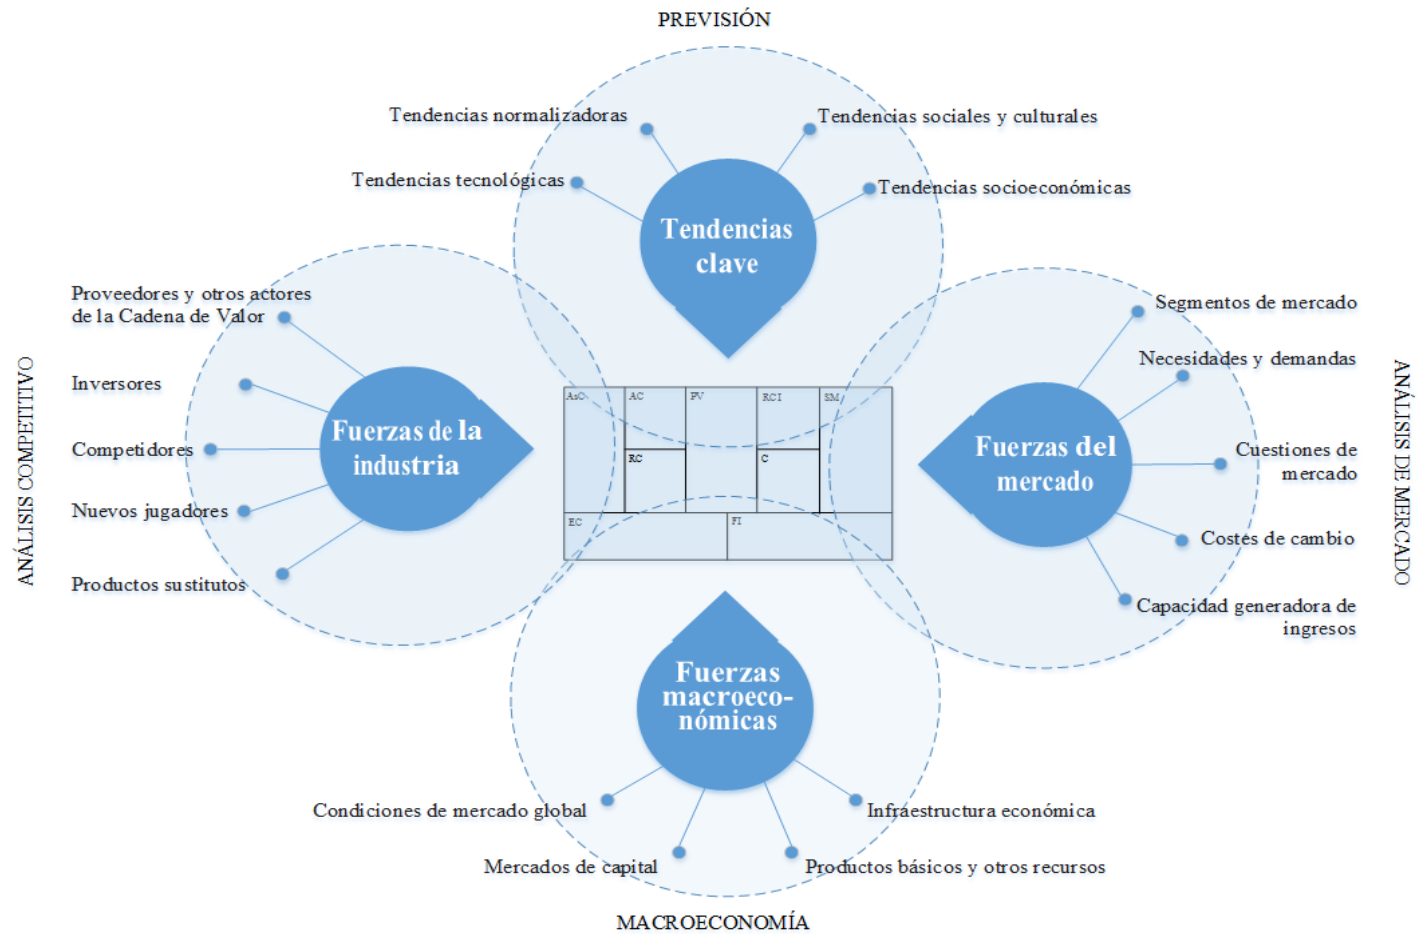 PREVISIÓN
Tendencias normalizadoras
Tendencias sociales y culturales
Tendencias tecnológicas
Tendencias socioeconómicas
Tendencias
clave
ANÁLISIS COMPETITIVO
Proveedores y otros actores
de la Cadena de Valor
Inversores
Competidores
Nuevos jugadores
Productos sustitutos
Fuerzas de la
industria
AsC
AC
PV
RCI
SM
RC
C
EC
FI
Fuerzas del
mercado
Segmentos de mercado
Necesidades y demandas
Cuestiones de
mercado
Costes de cambio
Capacidad generadora de
ingresos
ANÁLISIS DE MERCADO
Fuerzas
macroeco-
nómicas
Condiciones de mercado global
Infraestructura económica
Mercados de capital
Productos básicos y otros recursos
MACROECONOMÍA